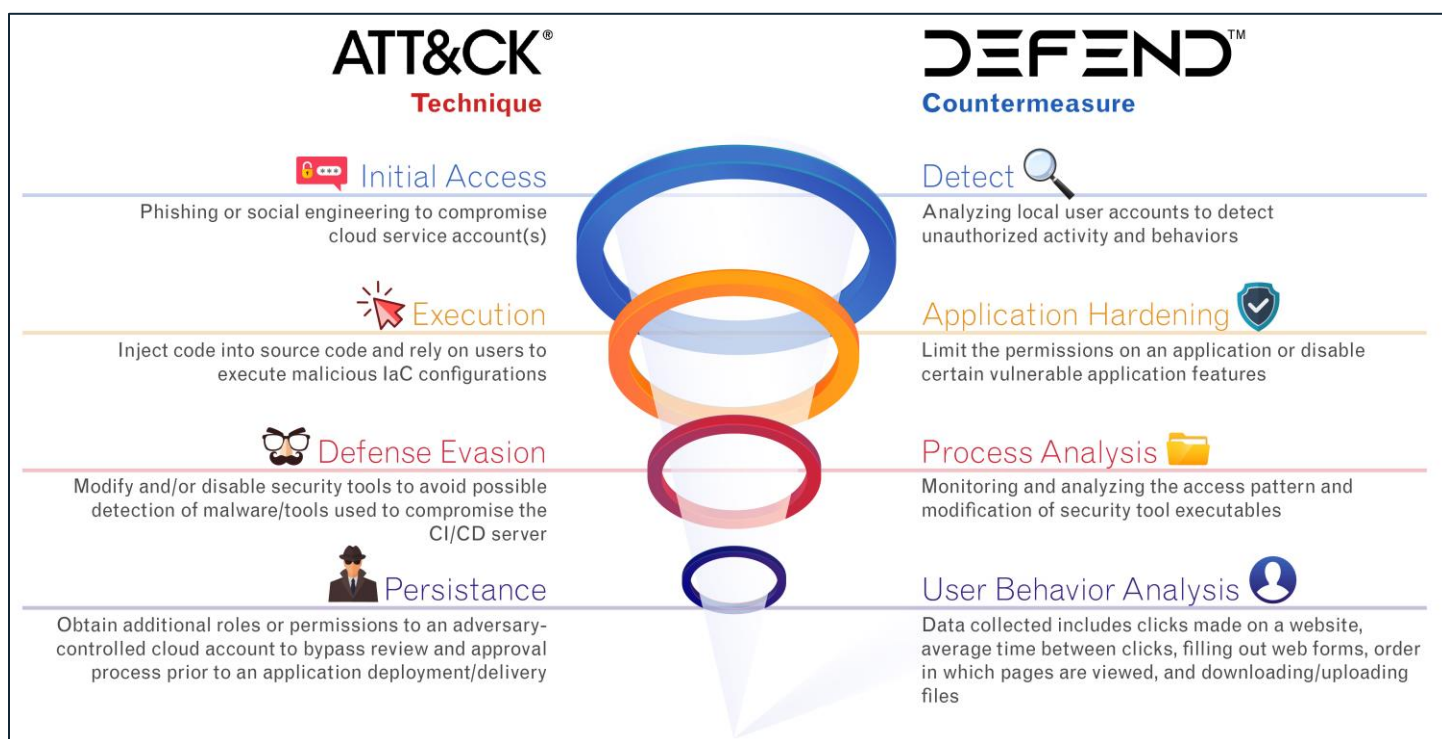 ATT&CK®
Technique
DEFEND™
Countermeasure
Initial Access
Phishing or social engineering to compromise
cloud service account(s)
Detect
Analyzing local user accounts to detect
unauthorized activity and behaviors
Execution
Inject code into source code and rely on users to
execute malicious IaC configurations
Application Hardening
Limit the permissions on an application or disable
certain vulnerable application features
Defense Evasion
Modify and/or disable security tools to avoid possible
detection of malware/tools used to compromise the
CI/CD server
Process Analysis
Monitoring and analyzing the access pattern and
modification of security tool executables
Persistance
Obtain additional roles or permissions to an adversary-
controlled cloud account to bypass review and approval
process prior to an application deployment/delivery
User Behavior Analysis
Data collected includes clicks made on a website,
average time between clicks, filling out web forms, order
in which pages are viewed, and downloading/uploading
files